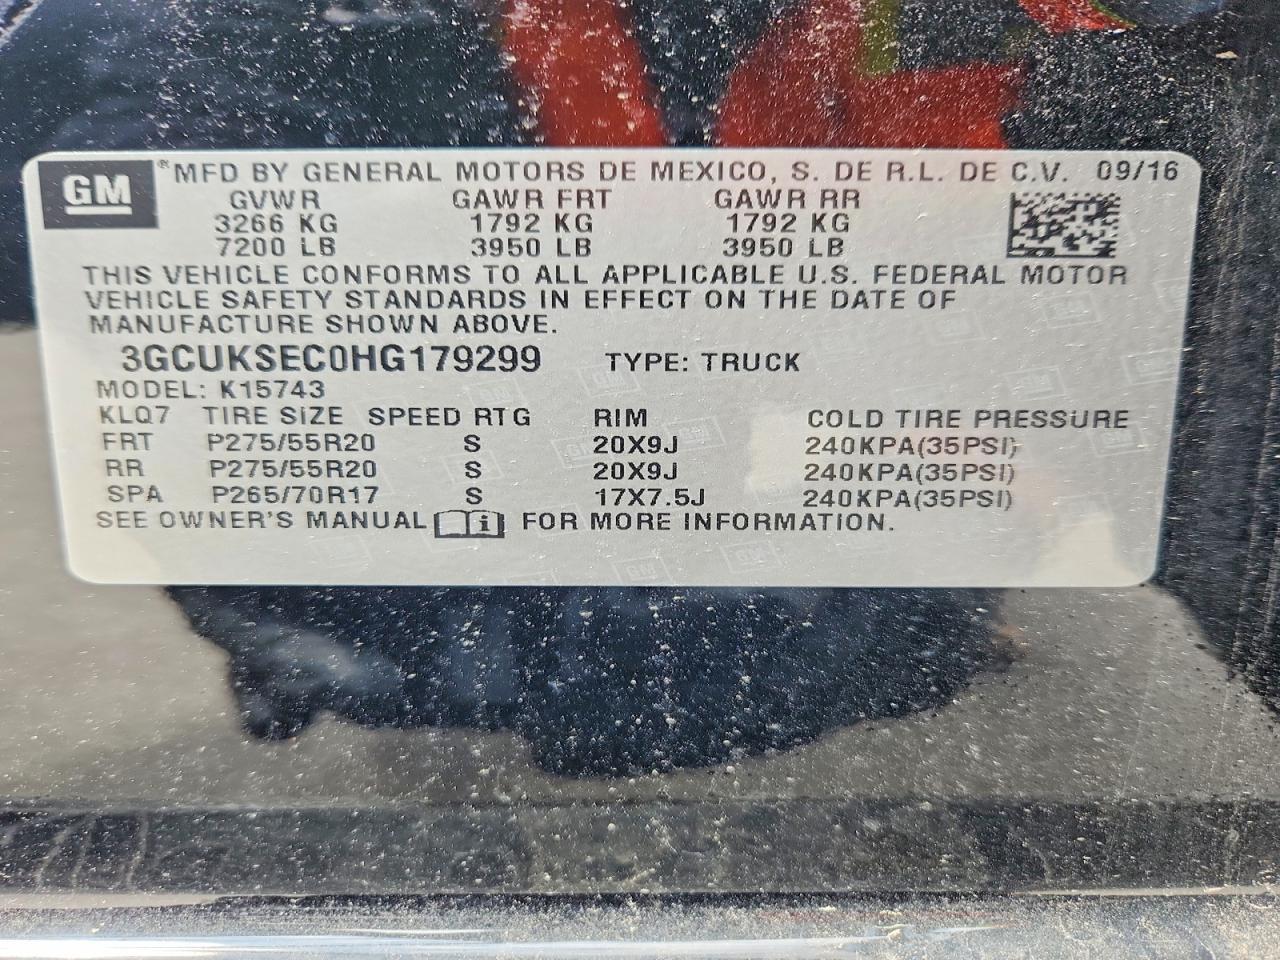 GM ® MFD BY GENERAL MOTORS DE MEXICO, S. DE R.L. DE C.V. 09/16
GVWR GAWR FRT GAWR RR
3266 KG 1792 KG 1792 KG
7200 LB 3950 LB 3950 LB
THIS VEHICLE CONFORMS TO ALL APPLICABLE U.S. FEDERAL MOTOR
VEHICLE SAFETY STANDARDS IN EFFECT ON THE DATE OF
MANUFACTURE SHOWN ABOVE.
3GCUKSEC0HG179299 TYPE: TRUCK
MODEL: K15743
KLQ7 TIRE SIZE SPEED RTG RIM COLD TIRE PRESSURE
FRT P275/55R20 S 20X9J 240KPA(35PSI)
RR P275/55R20 S 20X9J 240KPA(35PSI)
SPA P265/70R17 S 17X7.5J 240KPA(35PSI)
SEE OWNER'S MANUAL i FOR MORE INFORMATION.